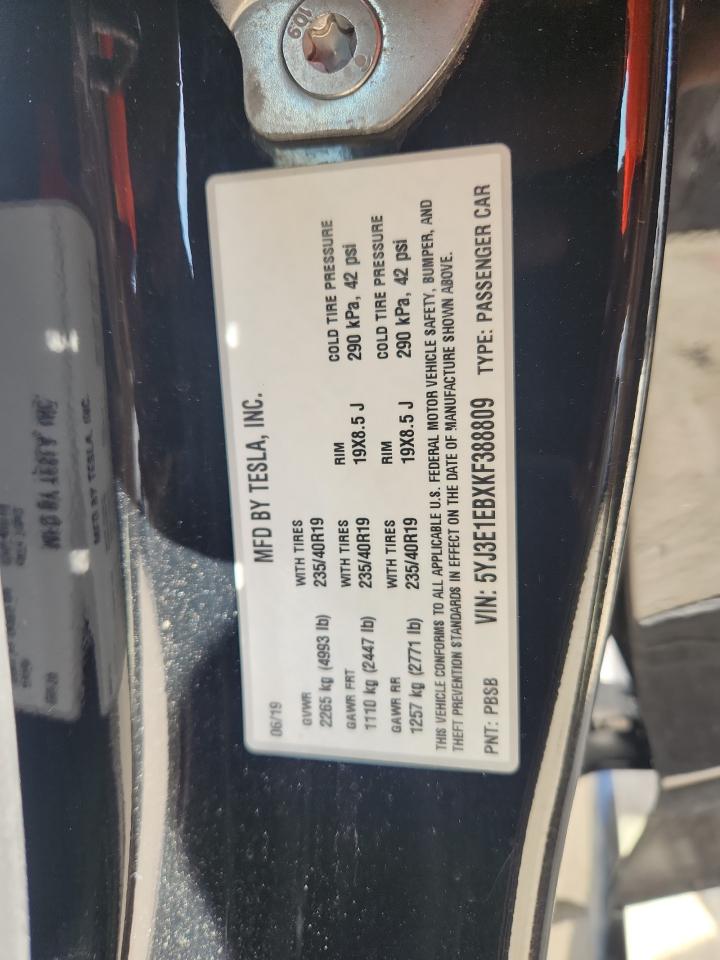 10.9
MFD BY TESLA, INC.
06/19
GVWR WITH TIRES
2265 kg (4993 lb) 235/40R19
GAWR FRT WITH TIRES RIM COLD TIRE PRESSURE
1110 kg (2447 lb) 235/40R19 19X8.5 J 290 kPa, 42 psi
GAWR RR WITH TIRES RIM COLD TIRE PRESSURE
1257 kg (2771 lb) 235/40R19 19X8.5 J 290 kPa, 42 psi
THIS VEHICLE CONFORMS TO ALL APPLICABLE U.S. FEDERAL MOTOR VEHICLE SAFETY, BUMPER, AND
THEFT PREVENTION STANDARDS IN EFFECT ON THE DATE OF MANUFACTURE SHOWN ABOVE.
PNT: PBSB VIN: 5YJ3E1EBXKF388809 TYPE: PASSENGER CAR